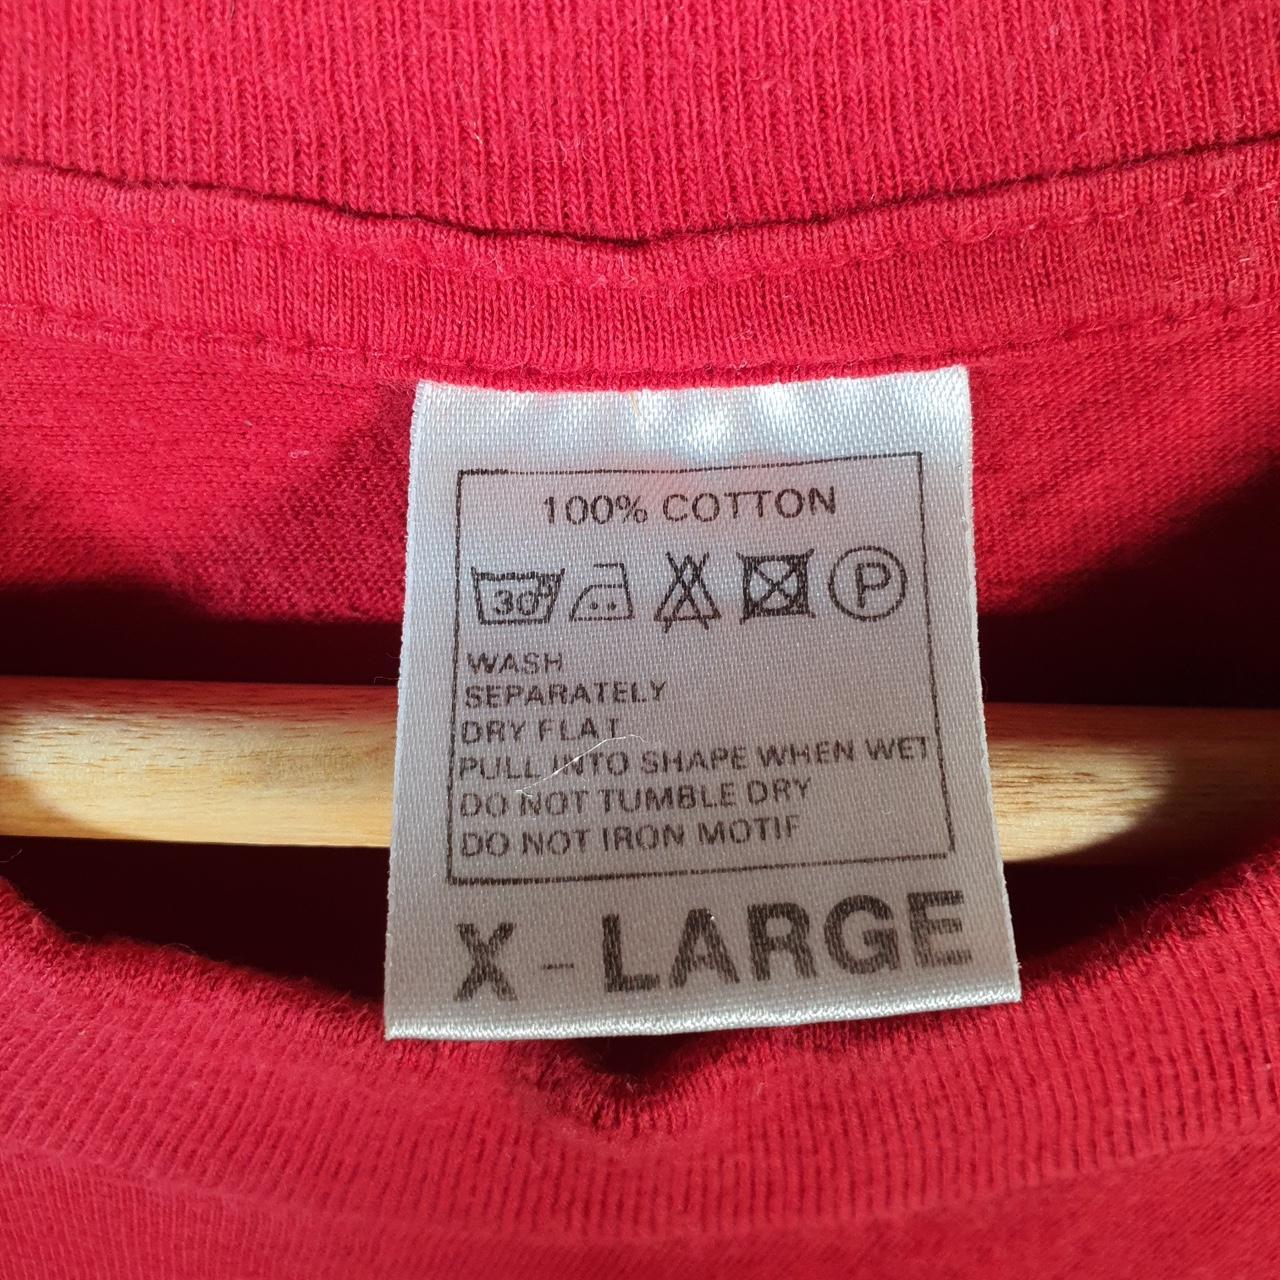 100% COTTON
30° P
WASH
SEPARATELY
DRY FLAT
PULL INTO SHAPE WHEN WET
DO NOT TUMBLE DRY
DO NOT IRON MOTIF
X-LARGE